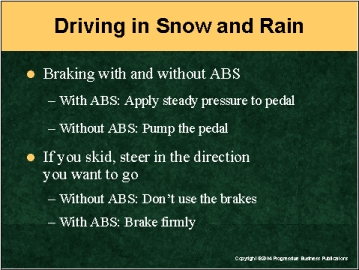 Driving in Snow and Rain
Braking with and without ABS
– With ABS: Apply steady pressure to pedal
– Without ABS: Pump the pedal
If you skid, steer in the direction
you want to go
– Without ABS: Don't use the brakes
– With ABS: Brake firmly
Copyright Progressive Business Publications